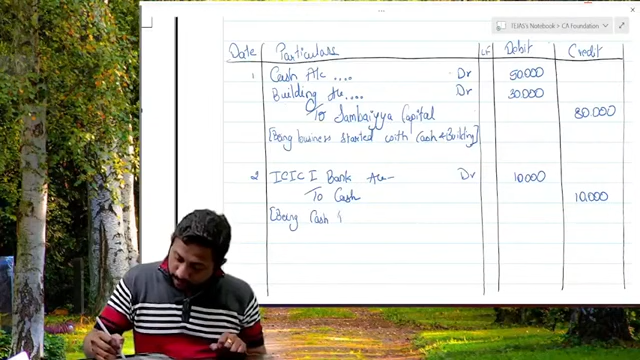 TEJAS's Notebook > CA Foundation
Date Particulars LF Debit Credit
1 Cash A/c .... Dr 50,000
Building A/c .... Dr 30,000
To Sambaiyya Capital 80,000
[Being business started with Cash & Building]
2 ICICI Bank A/c — Dr 10,000
To Cash 10,000
[Being Cash